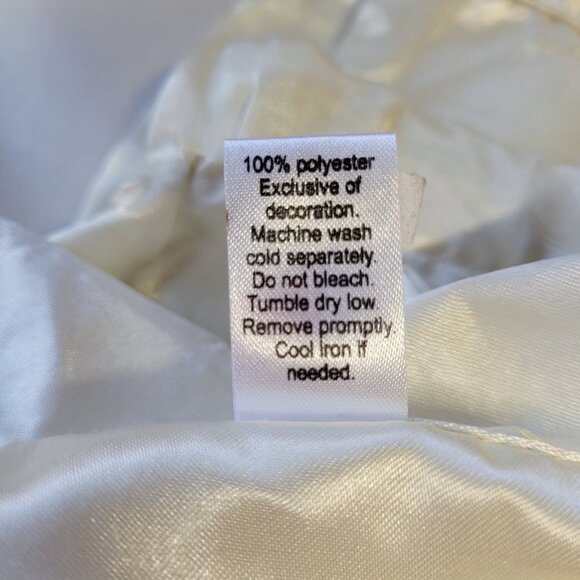 100% polyester
Exclusive of
decoration.
Machine wash
cold separately.
Do not bleach.
Tumble dry low.
Remove promptly.
Cool Iron if
needed.